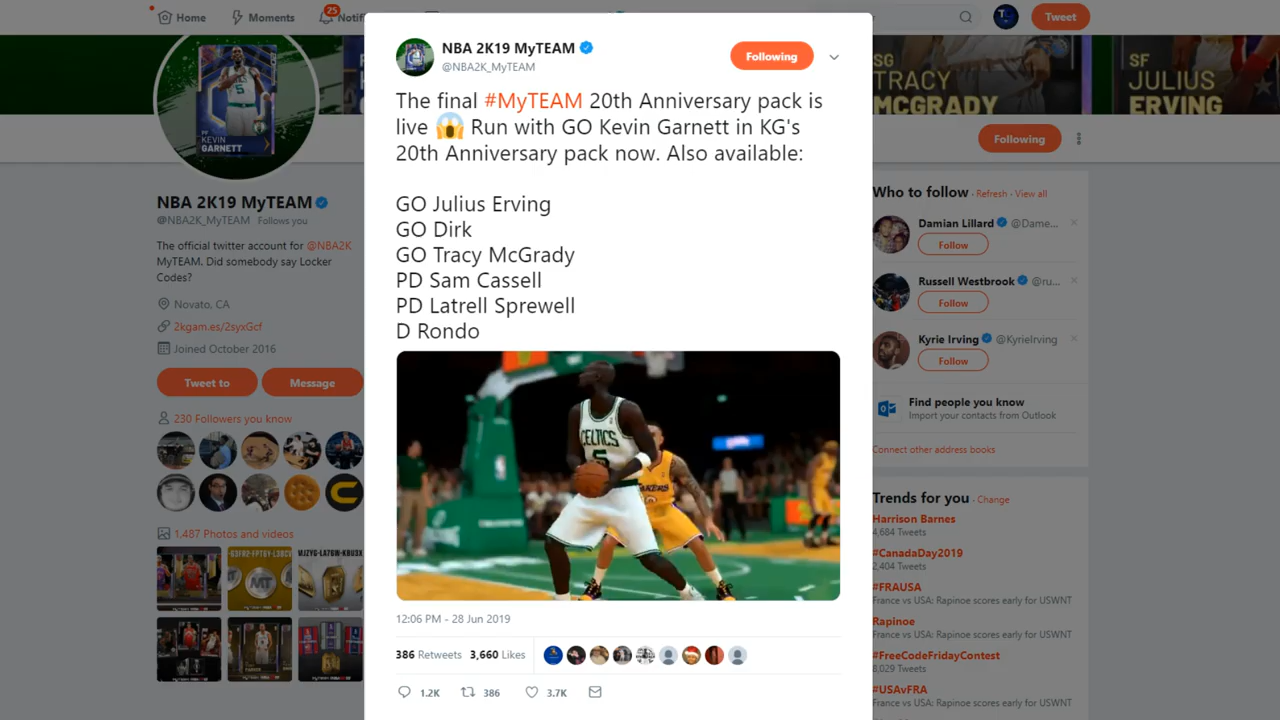 Home
Moments
25
Tweet
NBA 2K19 MyTEAM
@NBA2K_MyTEAM
Following
The final #MyTEAM 20th Anniversary pack is
live 😱 Run with GO Kevin Garnett in KG's
20th Anniversary pack now. Also available:
GO Julius Erving
GO Dirk
GO Tracy McGrady
PD Sam Cassell
PD Latrell Sprewell
D Rondo
CELTICS
5
12:06 PM - 28 Jun 2019
386 Retweets 3,660 Likes
1.2K 386 3.7K
PF
KEVIN
GARNETT
NBA 2K19 MyTEAM
@NBA2K_MyTEAM Follows you
The official twitter account for @NBA2K
MyTEAM. Did somebody say Locker
Codes?
Novato, CA
2kgam.es/2syxGcf
Joined October 2016
Tweet to Message
230 Followers you know
1,487 Photos and videos
MT
SG
TRACY
MCGRADY
SF
JULIUS
ERVING
Following
Who to follow · Refresh · View all
Damian Lillard @Dame...
Follow
Russell Westbrook @ru...
Follow
Kyrie Irving @KyrieIrving
Follow
Find people you know
Import your contacts from Outlook
Connect other address books
Trends for you · Change
Harrison Barnes
4,684 Tweets
#CanadaDay2019
2,404 Tweets
#FRAUSA
France vs USA: Rapinoe scores early for USWNT
Rapinoe
France vs USA: Rapinoe scores early for USWNT
#FreeCodeFridayContest
8,029 Tweets
#USAvFRA
France vs USA: Rapinoe scores early for USWNT